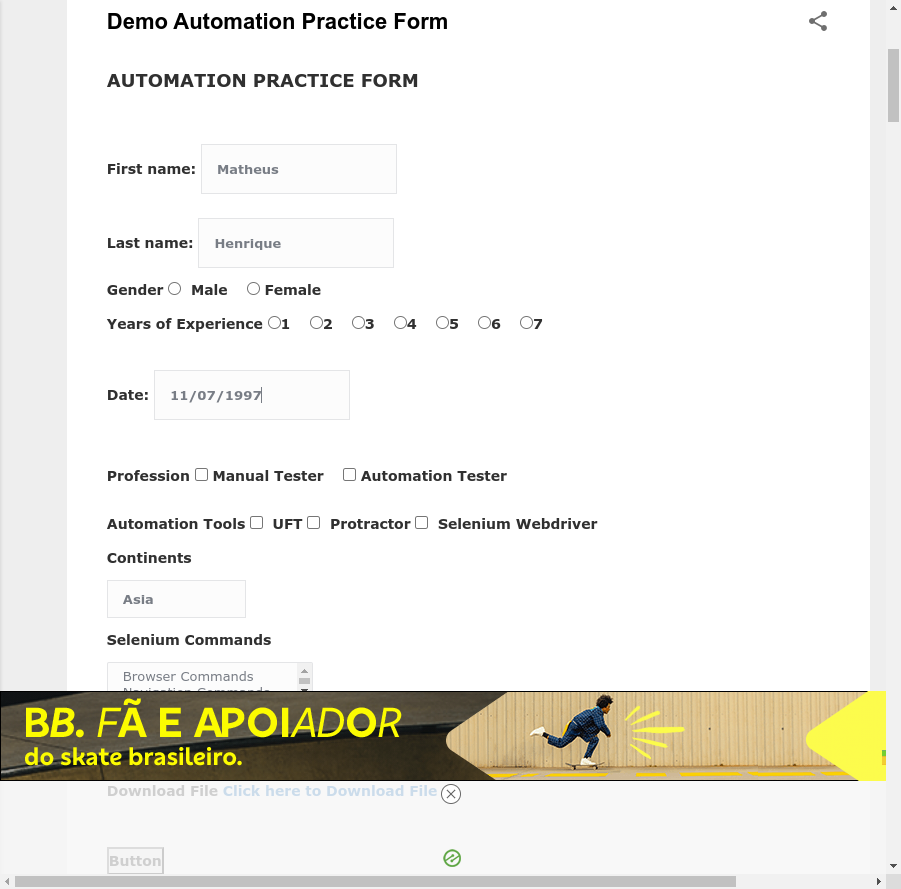 Demo Automation Practice Form
AUTOMATION PRACTICE FORM
First name: Matheus
Last name: Henrique
Gender Male Female
Years of Experience 1 2 3 4 5 6 7
Date: 11/07/1997
Profession Manual Tester Automation Tester
Automation Tools UFT Protractor Selenium Webdriver
Continents
Asia
Selenium Commands
Browser Commands
Navigation Commands
BB. FÃ E APOIADOR
do skate brasileiro.
Download File Click here to Download File
Button